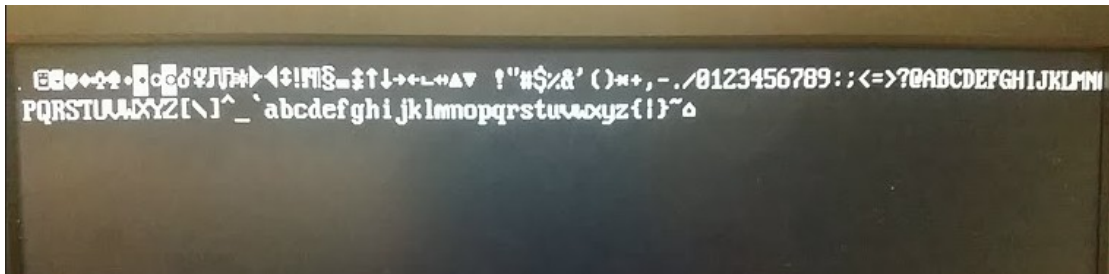 . ☺☻♥♦♣♠•◘○◙♂♀♪♫☼►◄↕‼¶§▬↨↑↓→←∟↔▲▼ !"#$%&'()*+,-./0123456789:;<=>?@ABCDEFGHIJKLMN
PQRSTUVWXYZ[\]^_`abcdefghijklmnopqrstuvwxyz{|}~⌂